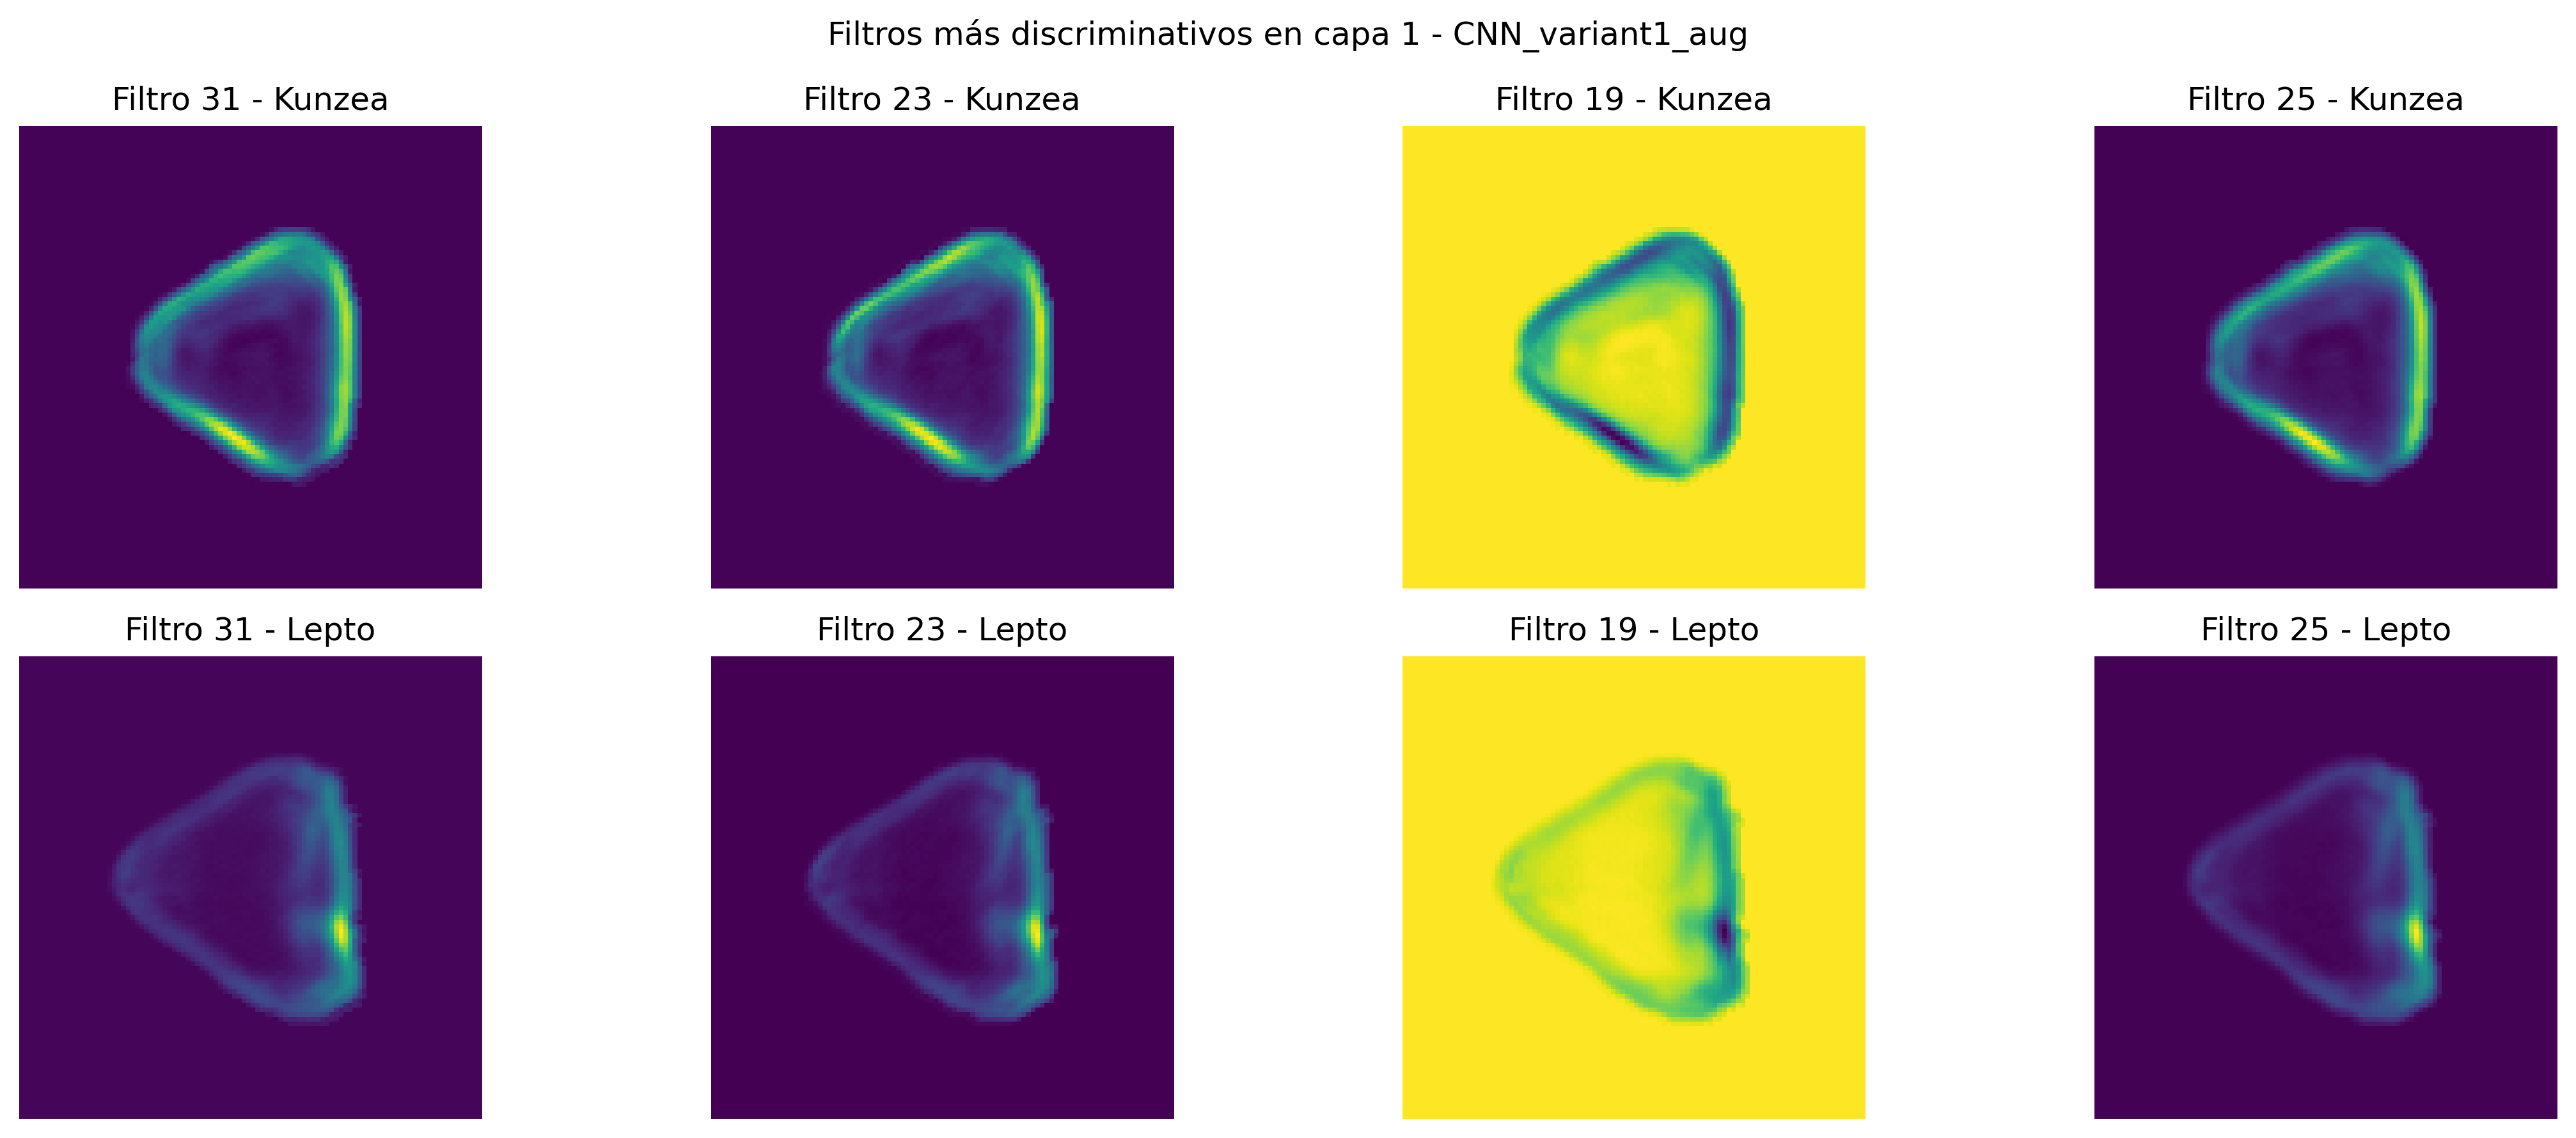 Filtros más discriminativos en capa 1 - CNN_variant1_aug
Filtro 31 - Kunzea
Filtro 23 - Kunzea
Filtro 19 - Kunzea
Filtro 25 - Kunzea
Filtro 31 - Lepto
Filtro 23 - Lepto
Filtro 19 - Lepto
Filtro 25 - Lepto